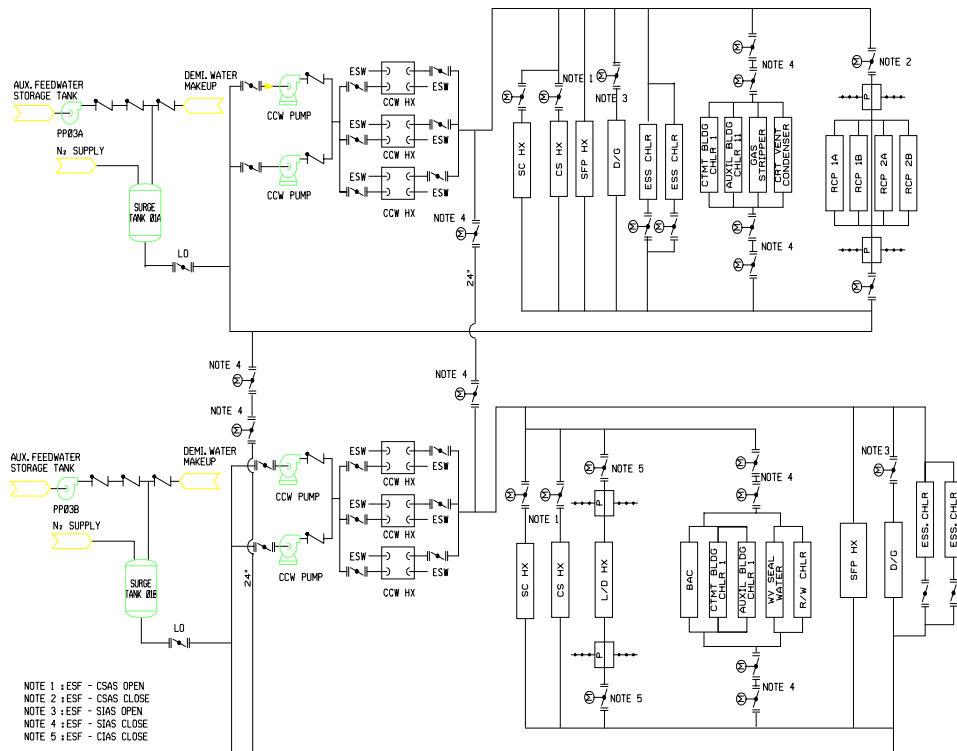 AUX. FEEDWATER
STORAGE TANK
PP03A
DEMI. WATER
MAKEUP
N₂ SUPPLY
SURGE
TANK 01A
LO
CCW PUMP
CCW PUMP
ESW
ESW
CCW HX
ESW
ESW
CCW HX
ESW
ESW
CCW HX
NOTE 4
M
24"
M
SC HX
M
NOTE 1
CS HX
SFP HX
M
NOTE 3
D/G
ESS CHLR
M
ESS CHLR
M
M
NOTE 4
M
CTMT BLDG
CHLR 1
AUXIL BLDG
CHLR 11
GAS
STRIPPER
CRT VENT
CONDENSER
M
NOTE 4
M
M
NOTE 2
P
RCP 1A
RCP 1B
RCP 2A
RCP 2B
P
M
NOTE 4
M
NOTE 4
M
NOTE 4
M
AUX. FEEDWATER
STORAGE TANK
PP03B
DEMI. WATER
MAKEUP
N₂ SUPPLY
SURGE
TANK 01B
LO
24"
CCW PUMP
CCW PUMP
ESW
ESW
CCW HX
ESW
ESW
CCW HX
ESW
ESW
CCW HX
M
SC HX
M
NOTE 1
CS HX
M
NOTE 5
P
L/D HX
P
M
NOTE 5
M
NOTE 4
M
BAC
CTMT BLDG
CHLR 1
AUXIL BLDG
CHLR 1
WV SEAL
WATER
R/W CHLR
M
M
NOTE 4
SFP HX
NOTE3
M
D/G
ESS. CHLR
M
ESS. CHLR
M
NOTE 1 : ESF - CSAS OPEN
NOTE 2 : ESF - CSAS CLOSE
NOTE 3 : ESF - SIAS OPEN
NOTE 4 : ESF - SIAS CLOSE
NOTE 5 : ESF - CIAS CLOSE